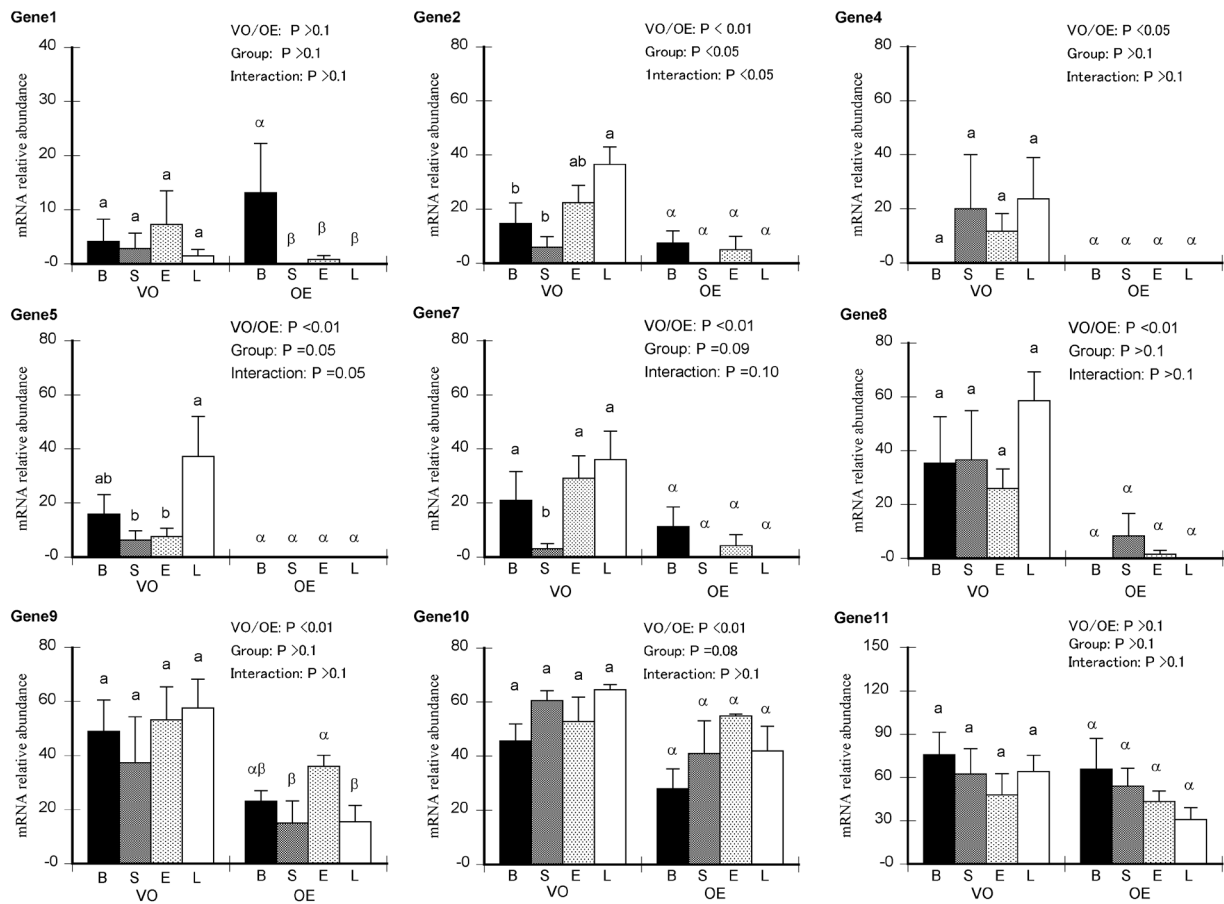 Gene1
VO/OE: P >0.1
Group: P >0.1
Interaction: P >0.1
mRNA relative abundance
40
30
20
10
-0
a
a
a
a
α
β
β
β
B S E L B S E L
VO OE
Gene2
VO/OE: P < 0.01
Group: P <0.05
1nteraction: P <0.05
mRNA relative abundance
80
60
40
20
-0
b
b
ab
a
α
α
α
α
B S E L B S E L
VO OE
Gene4
VO/OE: P <0.05
Group: P >0.1
Interaction: P >0.1
mRNA relative abundance
80
60
40
20
-0
a
a
a
a
α α α α
B S E L B S E L
VO OE
Gene5
VO/OE: P <0.01
Group: P =0.05
Interaction: P =0.05
mRNA relative abundance
80
60
40
20
-0
ab
b
b
a
α α α α
B S E L B S E L
VO OE
Gene7
VO/OE: P <0.01
Group: P =0.09
Interaction: P =0.10
mRNA relative abundance
80
60
40
20
-0
a
b
a
a
α
α
α
α
B S E L B S E L
VO OE
Gene8
VO/OE: P <0.01
Group: P >0.1
Interaction: P >0.1
mRNA relative abundance
80
60
40
20
-0
a
a
a
a
α
α
α
α
B S E L B S E L
VO OE
Gene9
VO/OE: P <0.01
Group: P >0.1
Interaction: P >0.1
mRNA relative abundance
80
60
40
20
-0
a
a
a
a
αβ
β
α
β
B S E L B S E L
VO OE
Gene10
VO/OE: P <0.01
Group: P =0.08
Interaction: P >0.1
mRNA relative abundance
80
60
40
20
-0
a
a
a
a
α
α
α
α
B S E L B S E L
VO OE
Gene11
VO/OE: P >0.1
Group: P >0.1
Interaction: P >0.1
mRNA relative abundance
150
120
90
60
30
-0
a
a
a
a
α
α
α
α
B S E L B S E L
VO OE